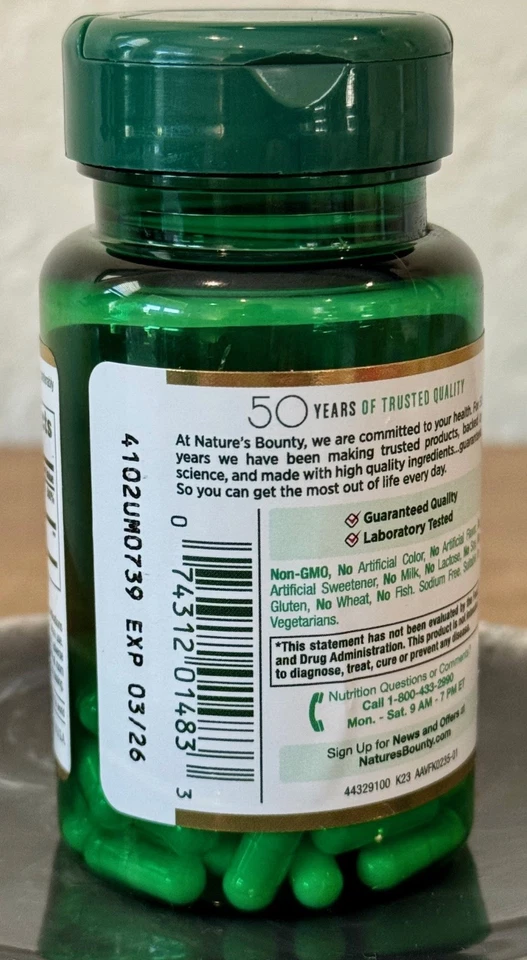 4102UM0739 EXP 03/26
0 74312 01483 3
50 YEARS OF TRUSTED QUALITY
At Nature's Bounty, we are committed to your health. For
years we have been making trusted products, backed
science, and made with high quality ingredients...guaranteed
So you can get the most out of life every day.
Guaranteed Quality
Laboratory Tested
Non-GMO, No Artificial Color, No Artificial
Artificial Sweetener, No Milk, No Lactose, No
Gluten, No Wheat, No Fish. Sodium Free.
Vegetarians.
*This statement has not been evaluated by the
and Drug Administration. This product is not
to diagnose, treat, cure or prevent any disease.
Nutrition Questions or Comments?
Call 1-800-433-2990
Mon. - Sat. 9 AM - 7 PM ET
Sign Up for News and Offers at
NaturesBounty.com
44329100 K23 AAVFK0235-01